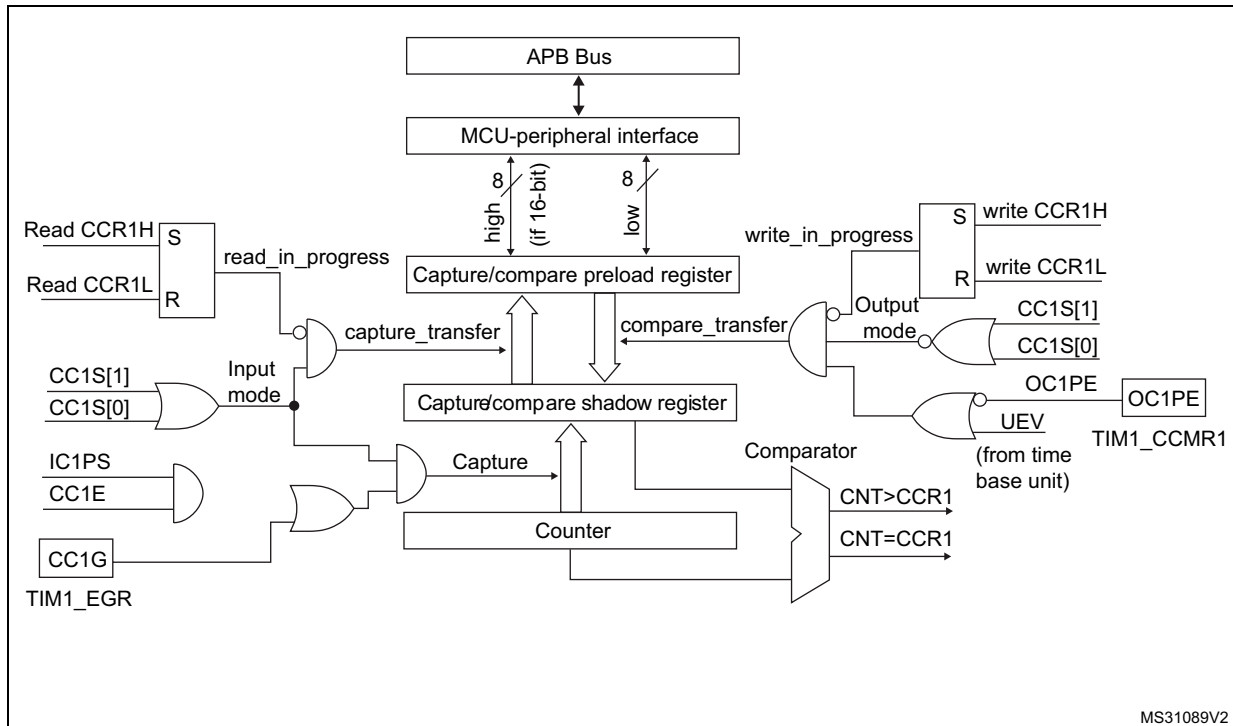 APB Bus
MCU-peripheral interface
8
high
(if 16-bit)
8
low
Read CCR1H
S
read_in_progress
Read CCR1L
R
write_in_progress
S
write CCR1H
R
write CCR1L
Capture/compare preload register
capture_transfer
compare_transfer
Output
mode
CC1S[1]
CC1S[0]
CC1S[1]
CC1S[0]
Input
mode
Capture/compare shadow register
OC1PE
OC1PE
UEV
TIM1_CCMR1
(from time
base unit)
IC1PS
CC1E
Capture
Comparator
CNT>CCR1
Counter
CNT=CCR1
CC1G
TIM1_EGR
MS31089V2